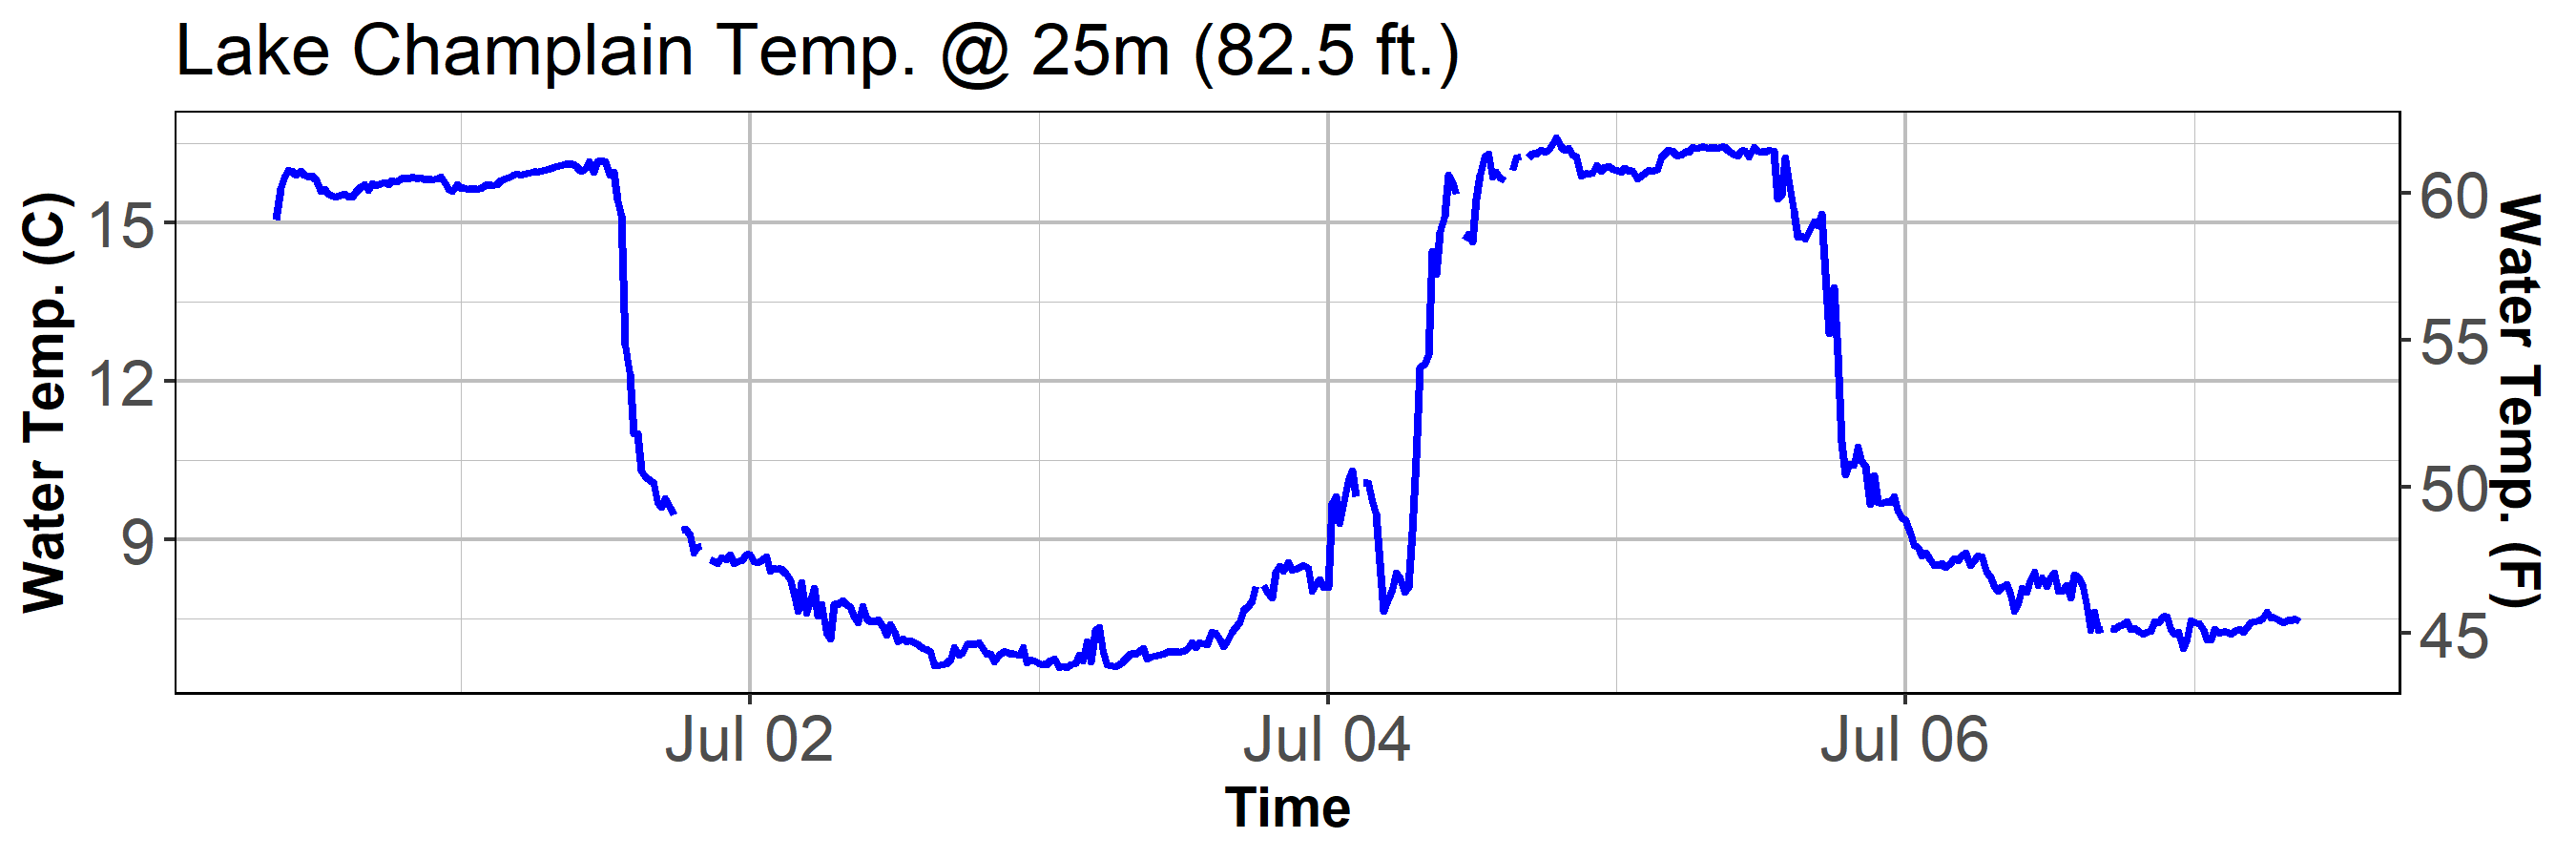 Lake Champlain Temp. @ 25m (82.5 ft.)
Water Temp. (C)
15
12
9
60
55
50
45
Water Temp. (F)
Jul 02
Jul 04
Jul 06
Time